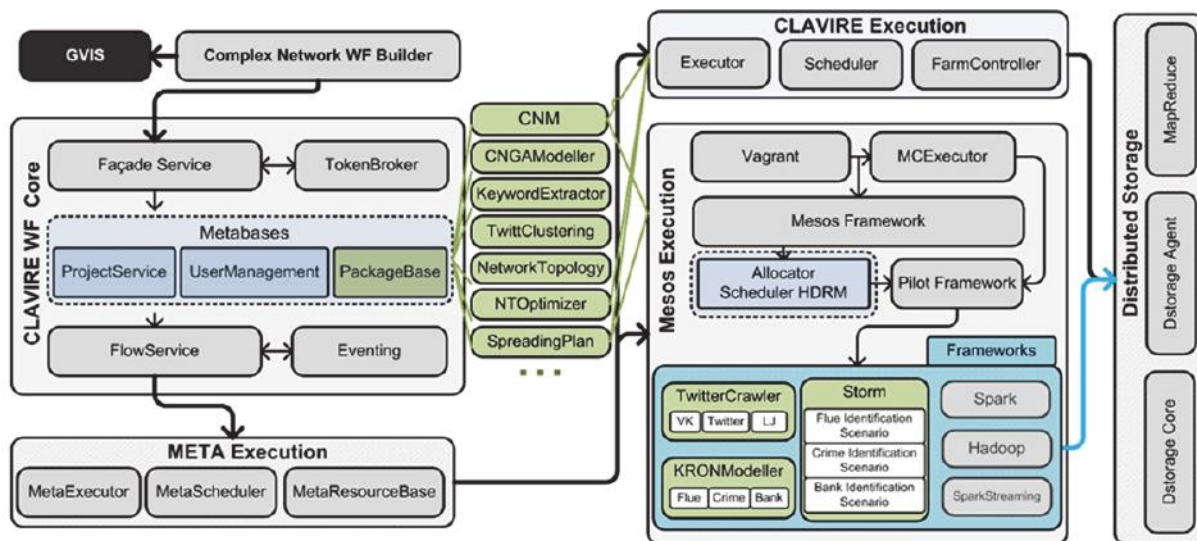 GVIS
Complex Network WF Builder
CLAVIRE WF Core
Façade Service
TokenBroker
Metabases
ProjectService
UserManagement
PackageBase
FlowService
Eventing
META Execution
MetaExecutor
MetaScheduler
MetaResourceBase
CNM
CNGAModeller
KeywordExtractor
TwittClustering
NetworkTopology
NTOptimizer
SpreadingPlan
...
CLAVIRE Execution
Executor
Scheduler
FarmController
Mesos Execution
Vagrant
MCExecutor
Mesos Framework
Allocator
Scheduler HDRM
Pilot Framework
Frameworks
TwitterCrawler
VK
Twitter
LJ
KRONModeller
Flue
Crime
Bank
Storm
Flue Identification
Scenario
Crime Identification
Scenario
Bank Identification
Scenario
Spark
Hadoop
SparkStreaming
Distributed Storage
MapReduce
Dstorage Agent
Dstorage Core